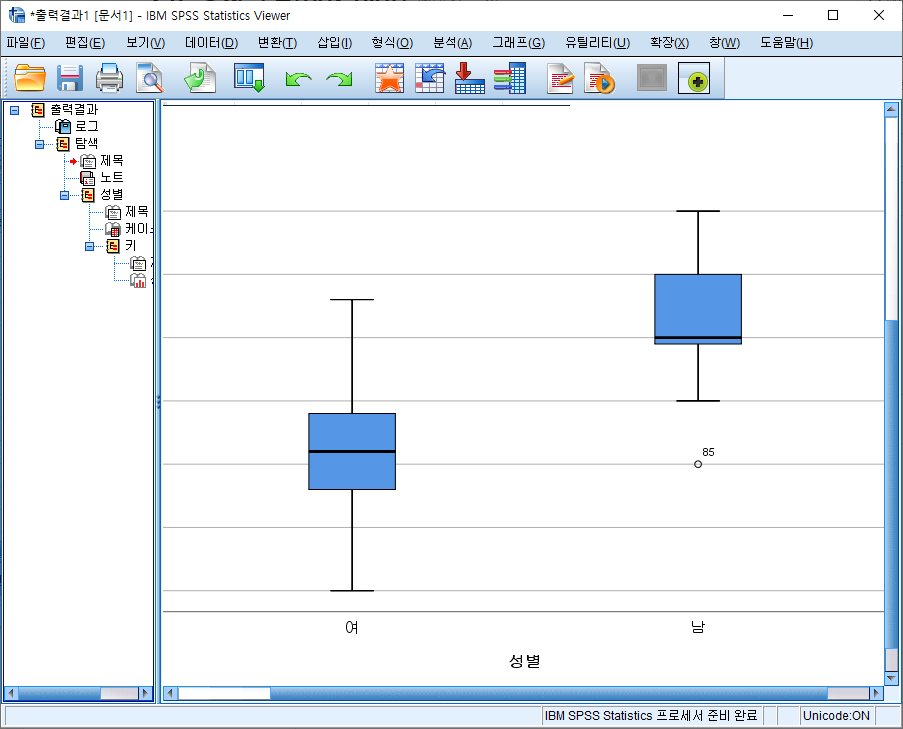 *출력결과1 [문서1] - IBM SPSS Statistics Viewer
파일(F) 편집(E) 보기(V) 데이터(D) 변환(T) 삽입(I) 형식(O) 분석(A) 그래프(G) 유틸리티(U) 확장(X) 창(W) 도움말(H)
출력결과
로그
탐색
제목
노트
성별
제목
키
85
여 남
성별
IBM SPSS Statistics 프로세서 준비 완료 Unicode:ON